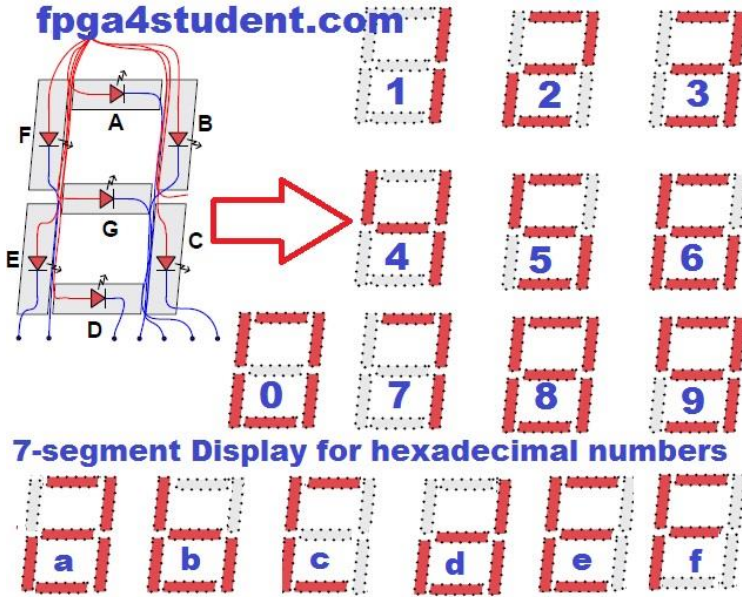 fpga4student.com
A
F
B
G
E
C
D
1 2 3
4 5 6
0 7 8 9
7-segment Display for hexadecimal numbers
a b c d e f